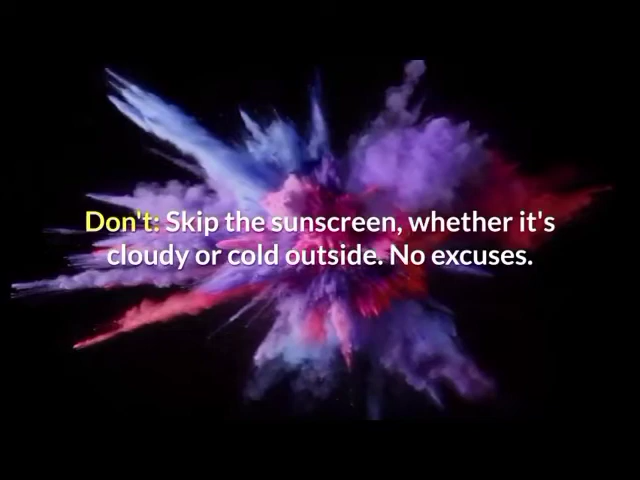 Don't: Skip the sunscreen, whether it's
cloudy or cold outside. No excuses.